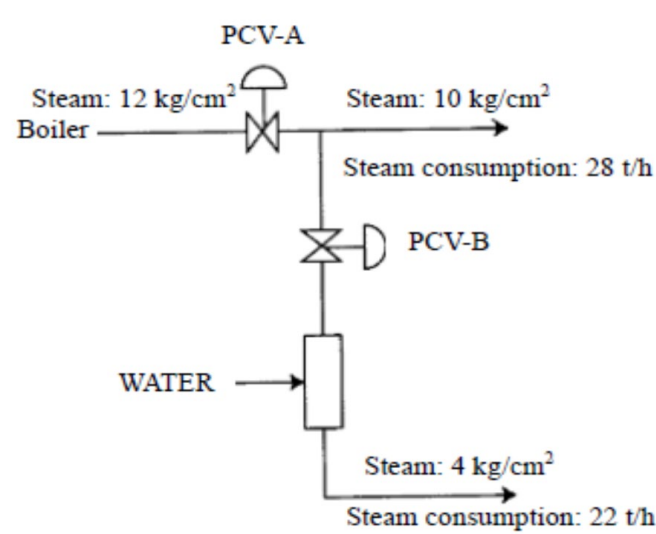 PCV-A
Steam: 12 kg/cm²
Steam: 10 kg/cm²
Boiler
Steam consumption: 28 t/h
PCV-B
WATER
Steam: 4 kg/cm²
Steam consumption: 22 t/h